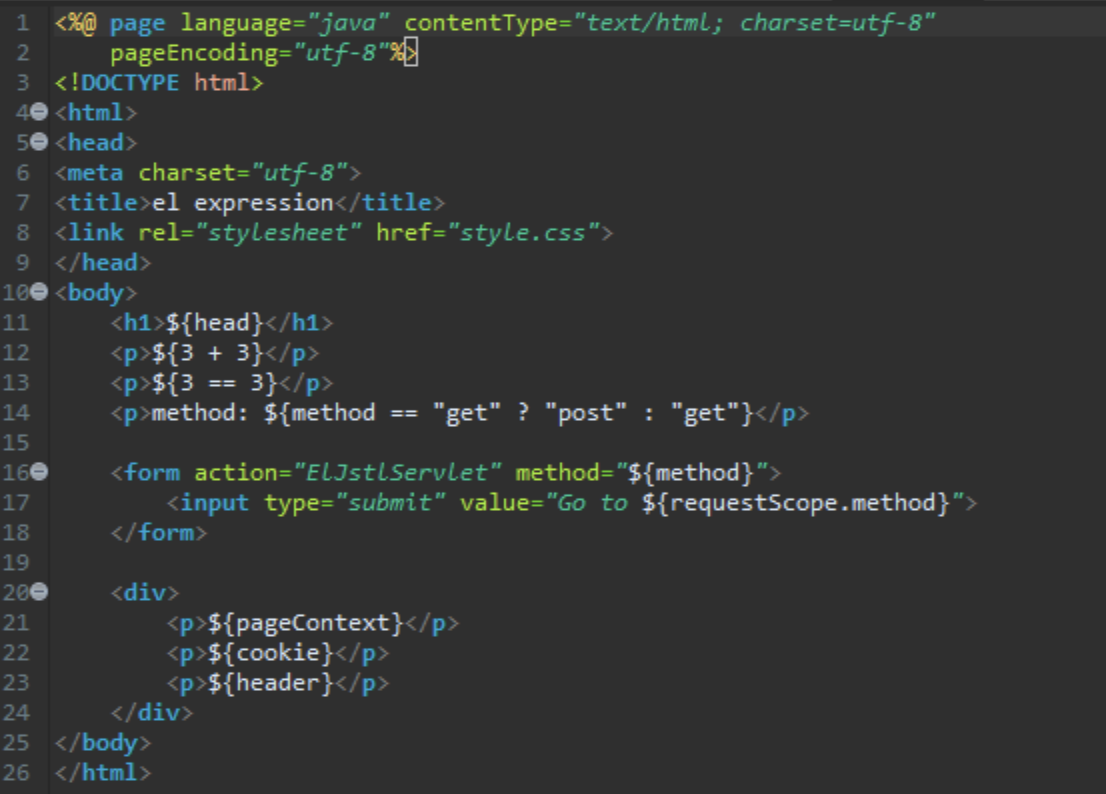 1 <%@ page language="java" contentType="text/html; charset=utf-8"
2     pageEncoding="utf-8"%>
3 <!DOCTYPE html>
4 <html>
5 <head>
6 <meta charset="utf-8">
7 <title>el expression</title>
8 <link rel="stylesheet" href="style.css">
9 </head>
10 <body>
11     <h1>${head}</h1>
12     <p>${3 + 3}</p>
13     <p>${3 == 3}</p>
14     <p>method: ${method == "get" ? "post" : "get"}</p>
15
16     <form action="ElJstlServlet" method="${method}">
17         <input type="submit" value="Go to ${requestScope.method}">
18     </form>
19
20     <div>
21         <p>${pageContext}</p>
22         <p>${cookie}</p>
23         <p>${header}</p>
24     </div>
25 </body>
26 </html>